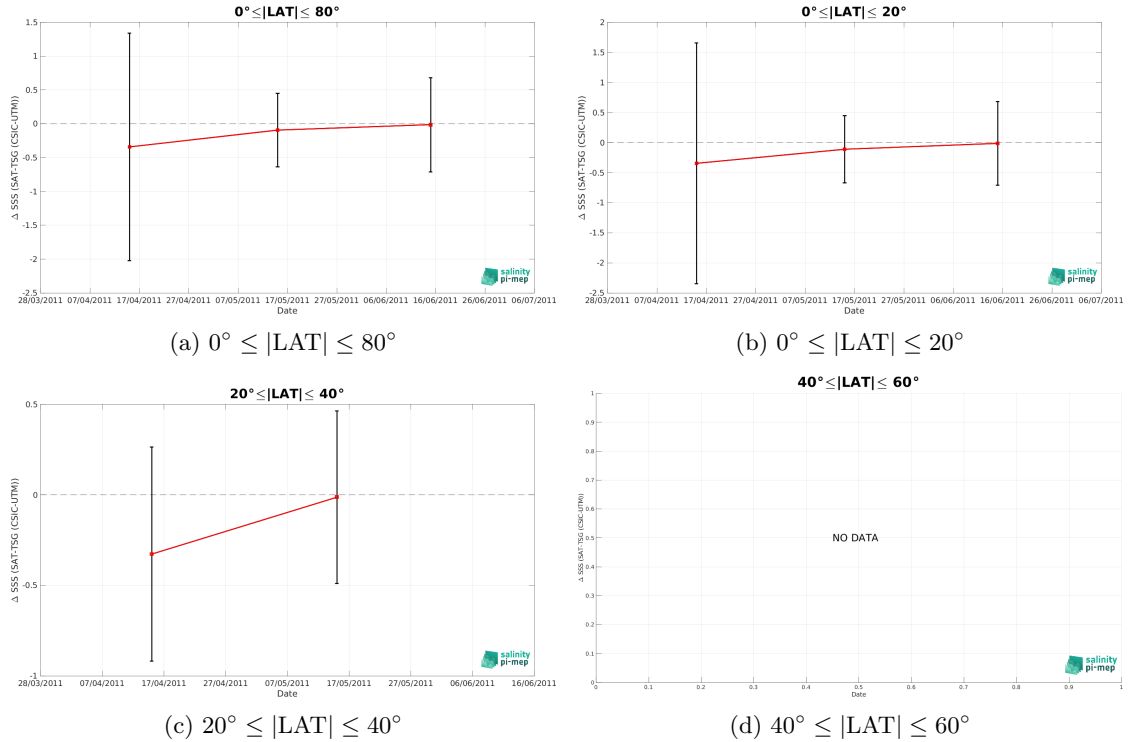 0°≤|LAT|≤ 80°
1.5
1
0.5
0
-0.5
-1
-1.5
-2
-2.5
Δ SSS (SAT-TSG (CSIC-UTM))
28/03/2011 07/04/2011 17/04/2011 27/04/2011 07/05/2011 17/05/2011 27/05/2011 06/06/2011 16/06/2011 26/06/2011 06/07/2011
Date
salinity
pi-mep
(a) 0° ≤ |LAT| ≤ 80°
0°≤|LAT|≤ 20°
2
1.5
1
0.5
0
-0.5
-1
-1.5
-2
-2.5
Δ SSS (SAT-TSG (CSIC-UTM))
28/03/2011 07/04/2011 17/04/2011 27/04/2011 07/05/2011 17/05/2011 27/05/2011 06/06/2011 16/06/2011 26/06/2011 06/07/2011
Date
salinity
pi-mep
(b) 0° ≤ |LAT| ≤ 20°
20°≤|LAT|≤ 40°
0.5
0
-0.5
-1
Δ SSS (SAT-TSG (CSIC-UTM))
28/03/2011 07/04/2011 17/04/2011 27/04/2011 07/05/2011 17/05/2011 27/05/2011 06/06/2011 16/06/2011
Date
salinity
pi-mep
(c) 20° ≤ |LAT| ≤ 40°
40°≤|LAT|≤ 60°
1
0.9
0.8
0.7
0.6
0.5
0.4
0.3
0.2
0.1
0
Δ SSS (SAT-TSG (CSIC-UTM))
NO DATA
0 0.1 0.2 0.3 0.4 0.5 0.6 0.7 0.8 0.9 1
Date
salinity
pi-mep
(d) 40° ≤ |LAT| ≤ 60°